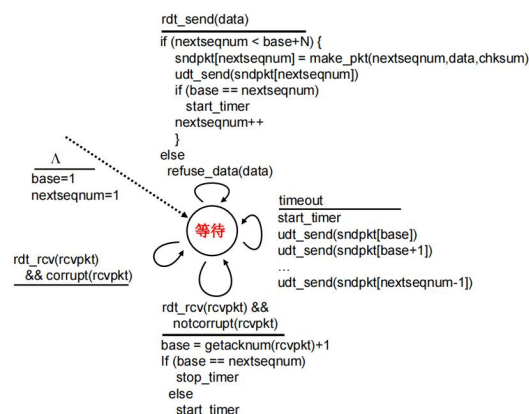 rdt_send(data)
if (nextseqnum < base+N) {
sndpkt[nextseqnum] = make_pkt(nextseqnum,data,chksum)
udt_send(sndpkt[nextseqnum])
if (base == nextseqnum)
start_timer
nextseqnum++
}
else
refuse_data(data)
Λ
base=1
nextseqnum=1
等待
timeout
start_timer
udt_send(sndpkt[base])
udt_send(sndpkt[base+1])
…
udt_send(sndpkt[nextseqnum-1])
rdt_rcv(rcvpkt)
&& corrupt(rcvpkt)
rdt_rcv(rcvpkt) &&
notcorrupt(rcvpkt)
base = getacknum(rcvpkt)+1
If (base == nextseqnum)
stop_timer
else
start_timer